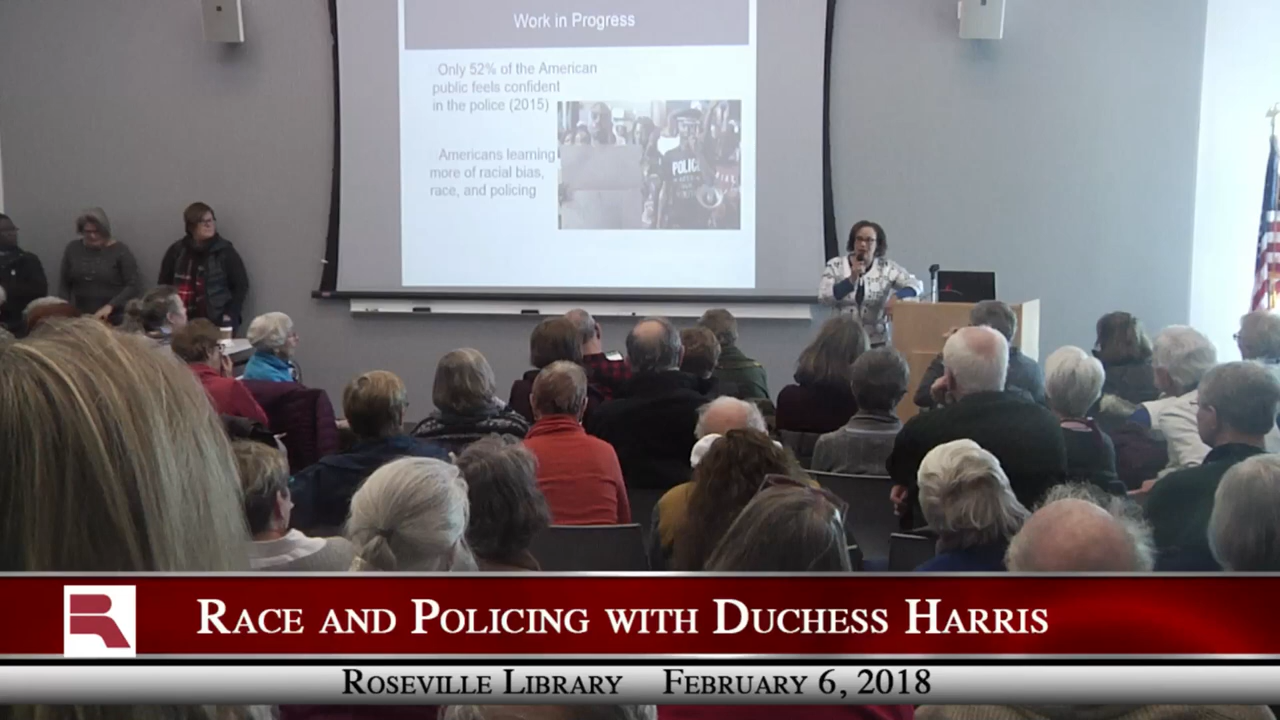 Work in Progress
Only 52% of the American
public feels confident
in the police (2015)
Americans learning
more of racial bias,
race, and policing
POLICE
RACE AND POLICING WITH DUCHESS HARRIS
ROSEVILLE LIBRARY FEBRUARY 6, 2018